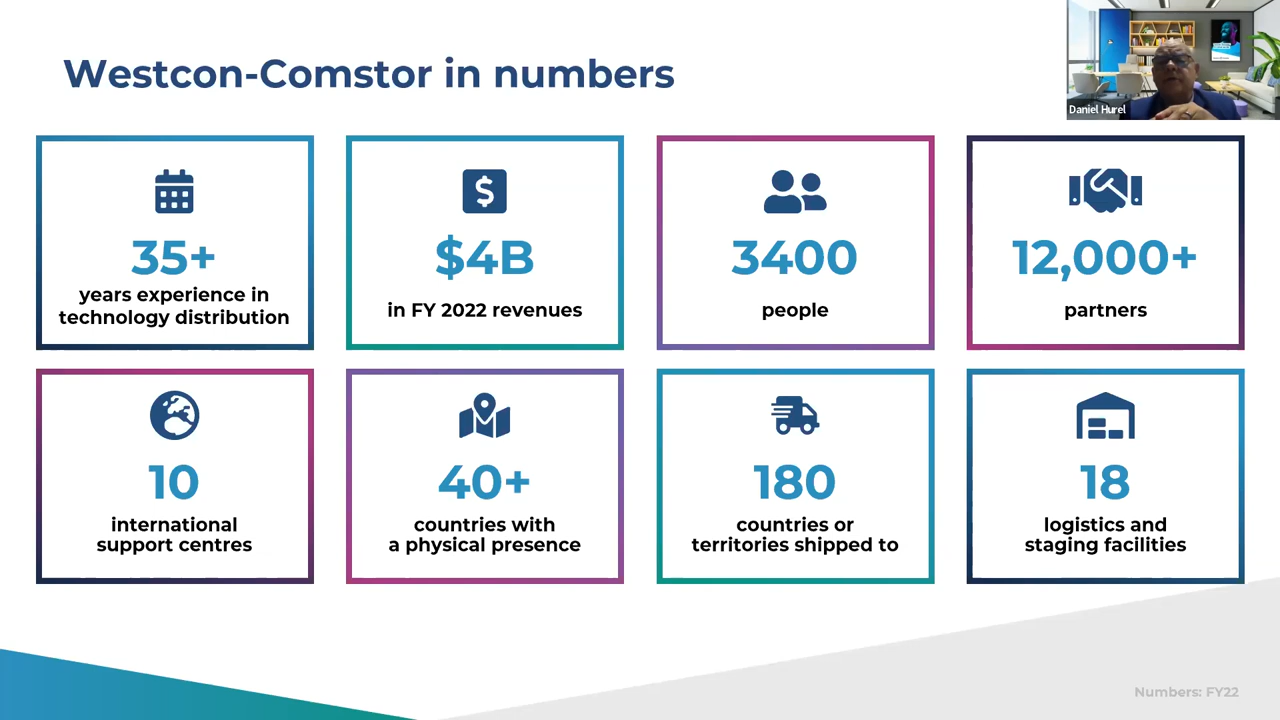 Westcon-Comstor in numbers
Daniel Hurel
35+
years experience in
technology distribution
$4B
in FY 2022 revenues
3400
people
12,000+
partners
10
international
support centres
40+
countries with
a physical presence
180
countries or
territories shipped to
18
logistics and
staging facilities
Numbers: FY22